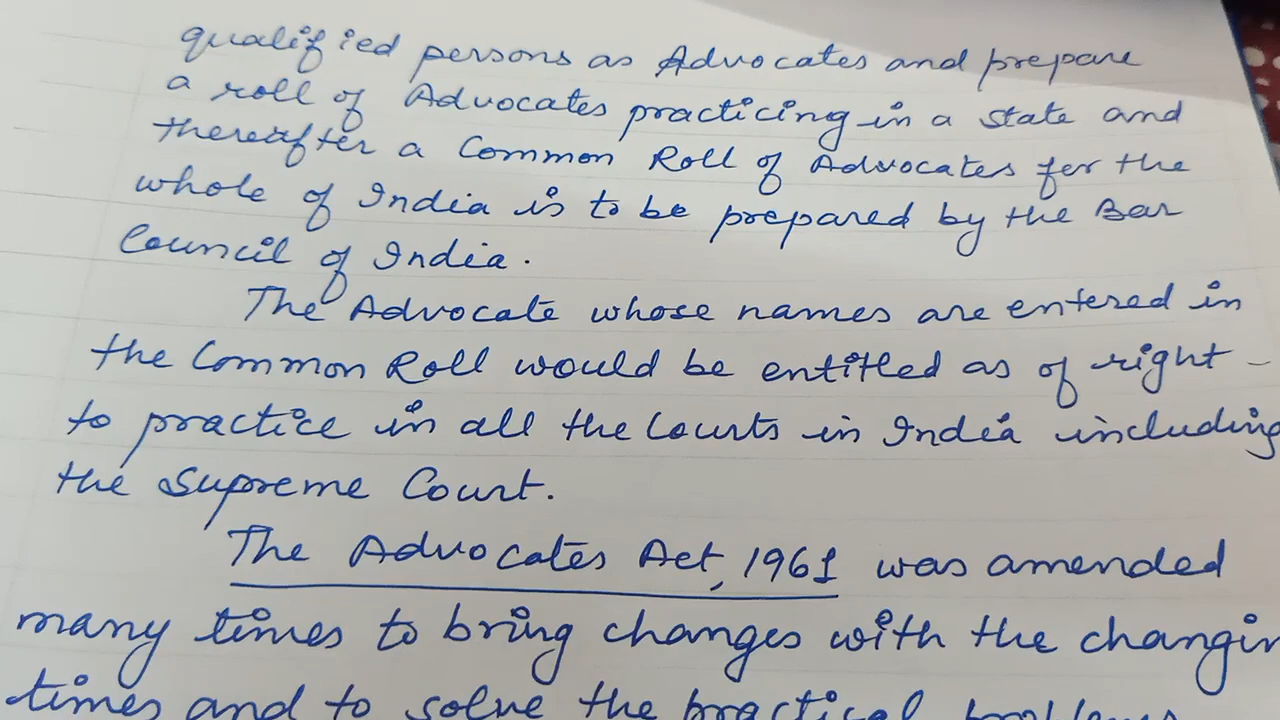 qualified persons as Advocates and prepare
a roll of Advocates practicing in a state and
thereafter a Common Roll of Advocates for the
whole of India is to be prepared by the Bar
Council of India.
The Advocate whose names are entered in
the Common Roll would be entitled as of right -
to practice in all the Courts in India including
the Supreme Court.
The Advocates Act, 1961 was amended
many times to bring changes with the changin
times and to solve the practical problems